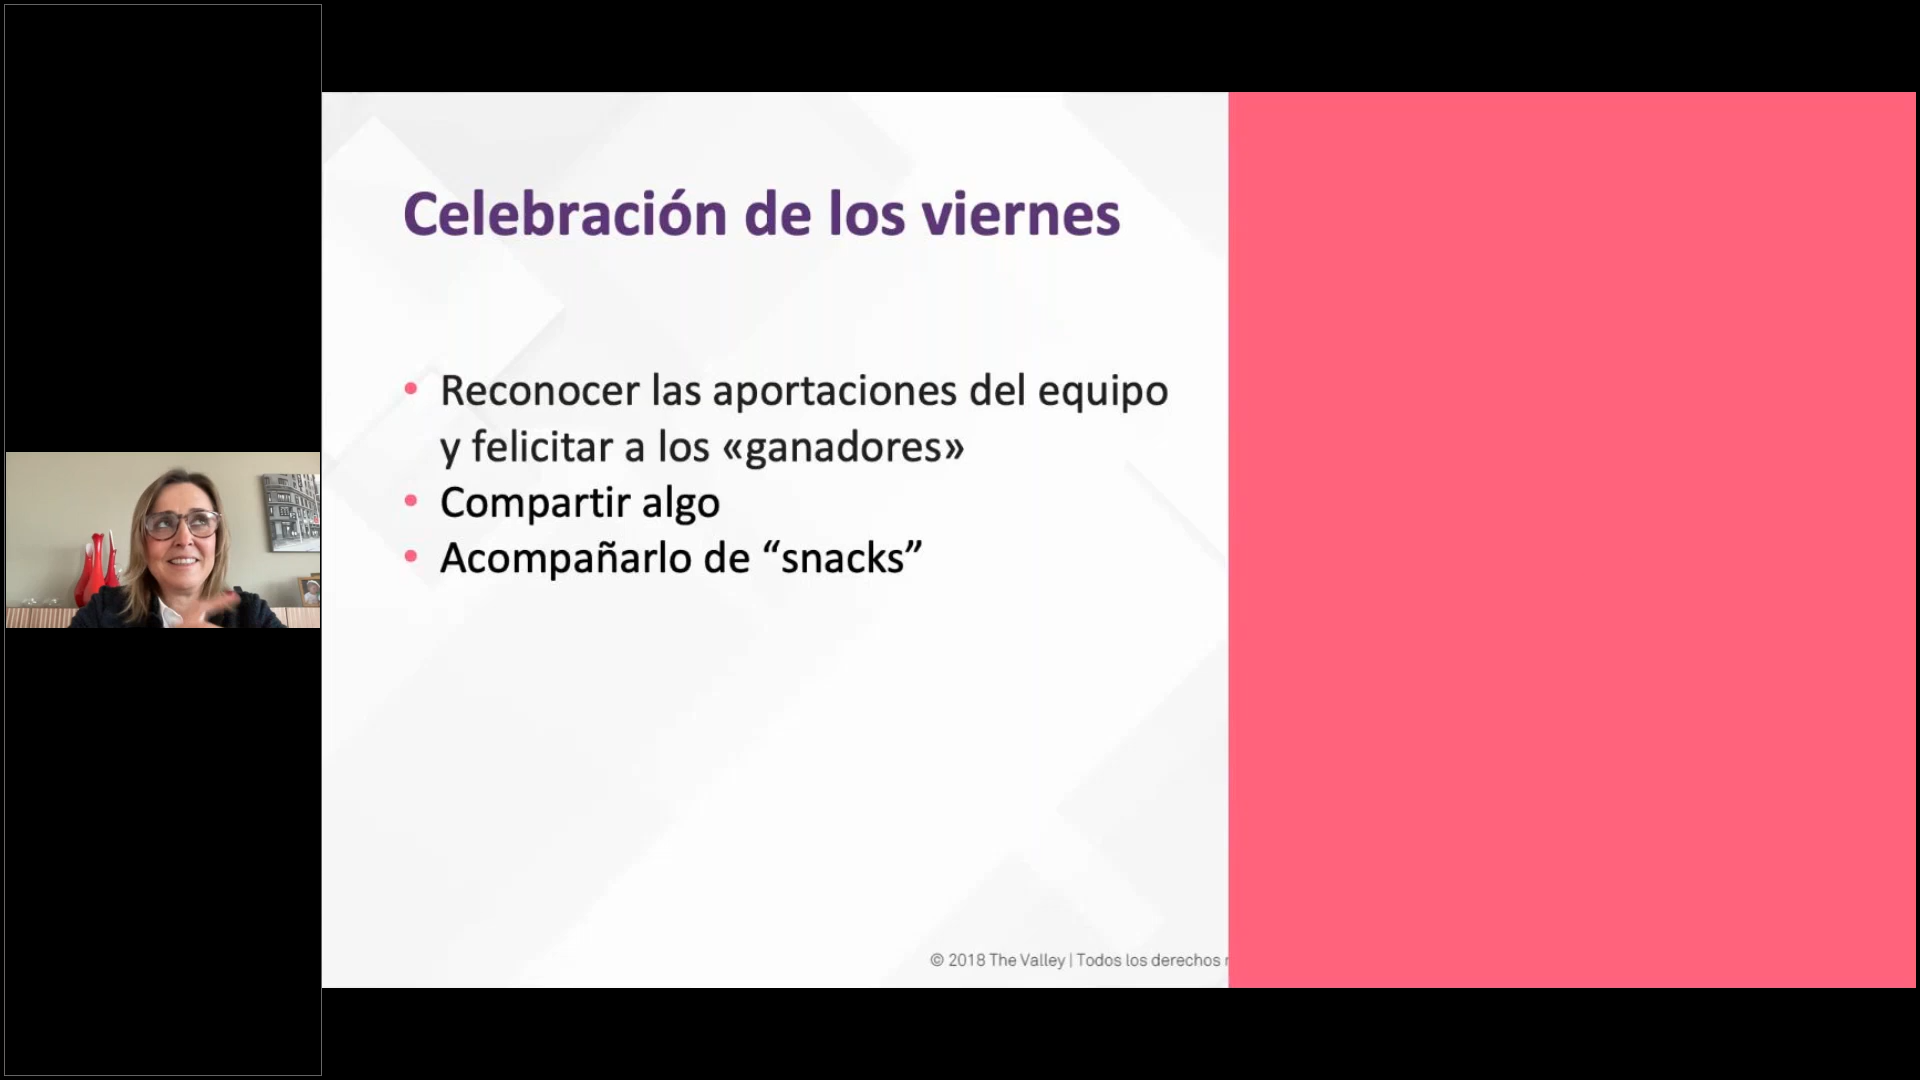 Celebración de los viernes
• Reconocer las aportaciones del equipo
y felicitar a los «ganadores»
• Compartir algo
• Acompañarlo de “snacks”
© 2018 The Valley | Todos los derechos